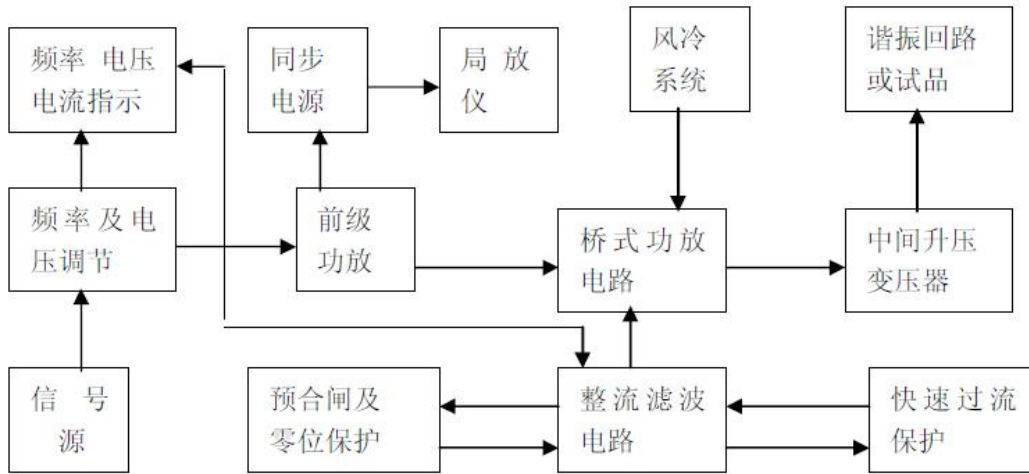 频率 电压
电流指示
同步
电源
局 放
仪
风冷
系统
谐振回路
或试品
频率及电
压调节
前级
功放
桥式功放
电路
中间升压
变压器
信 号
源
预合闸及
零位保护
整流滤波
电路
快速过流
保护